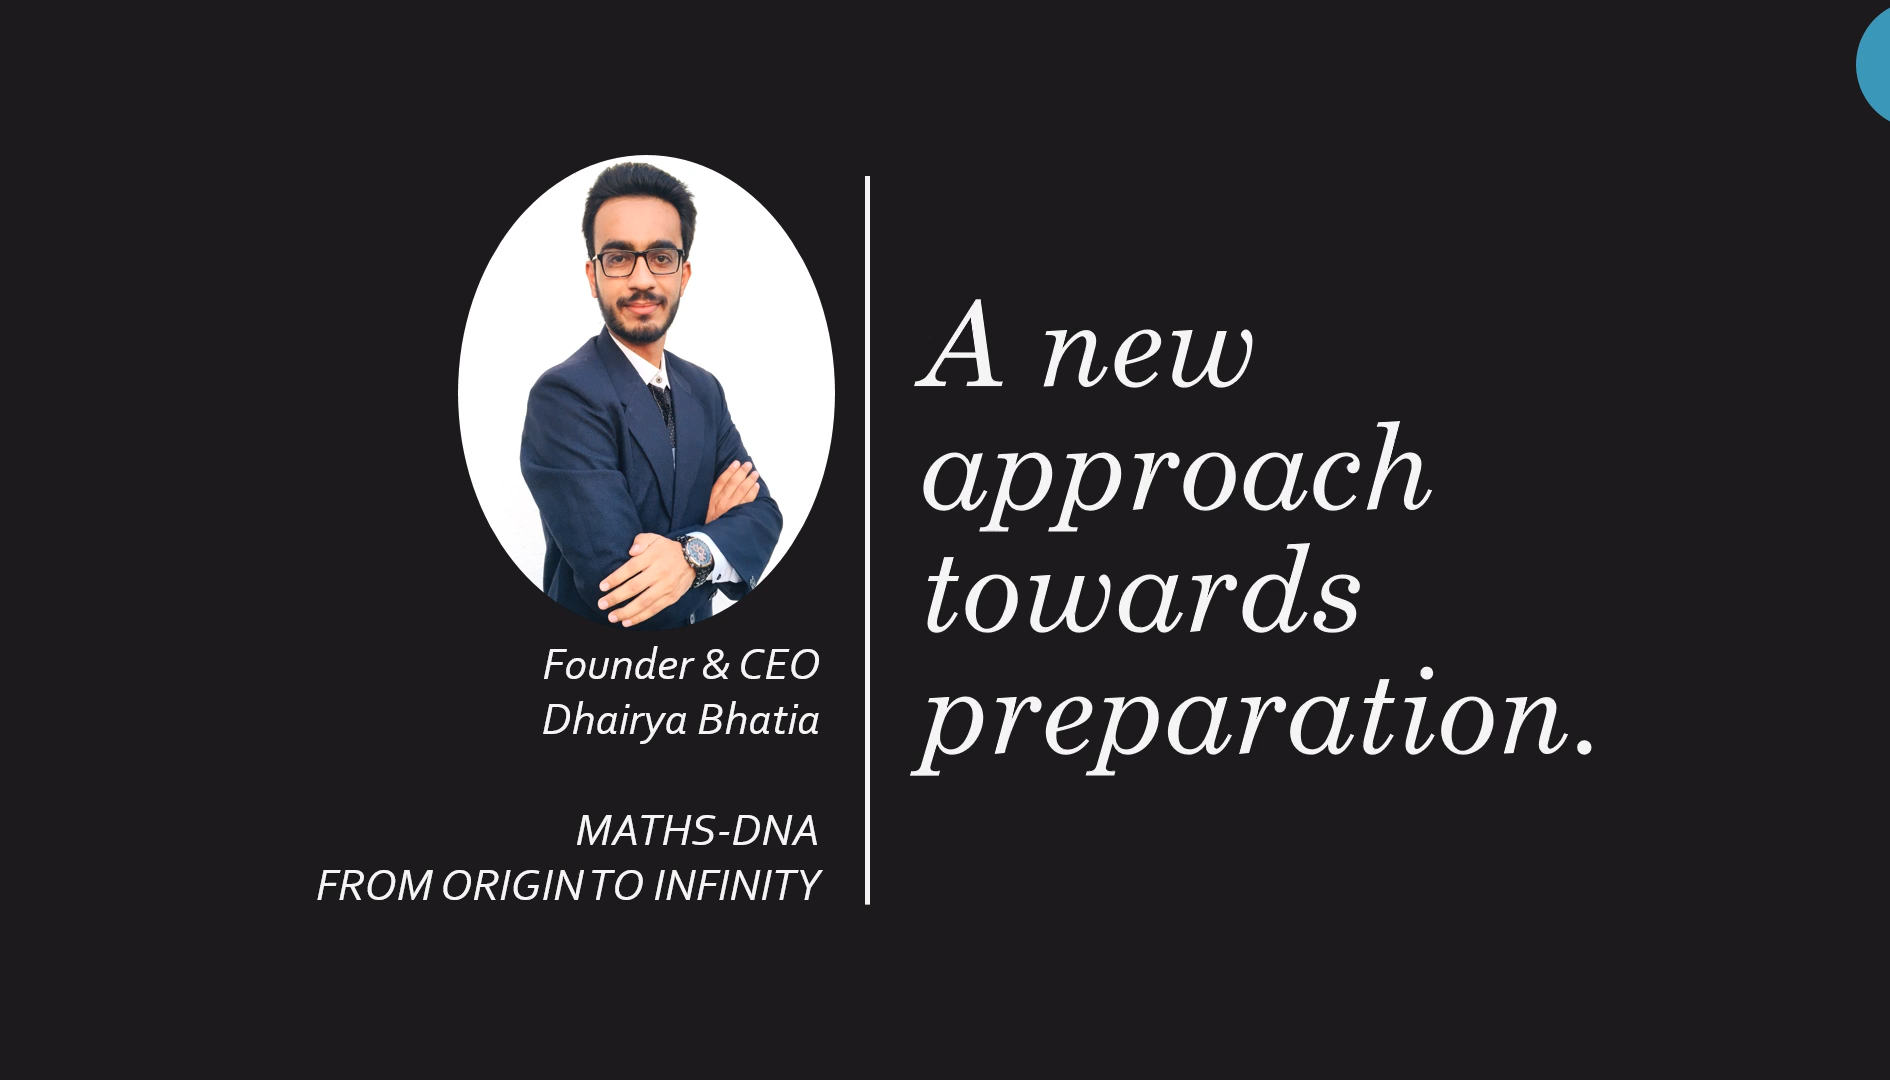 Founder & CEO
Dhairya Bhatia
MATHS-DNA
FROM ORIGIN TO INFINITY
A new
approach
towards
preparation.